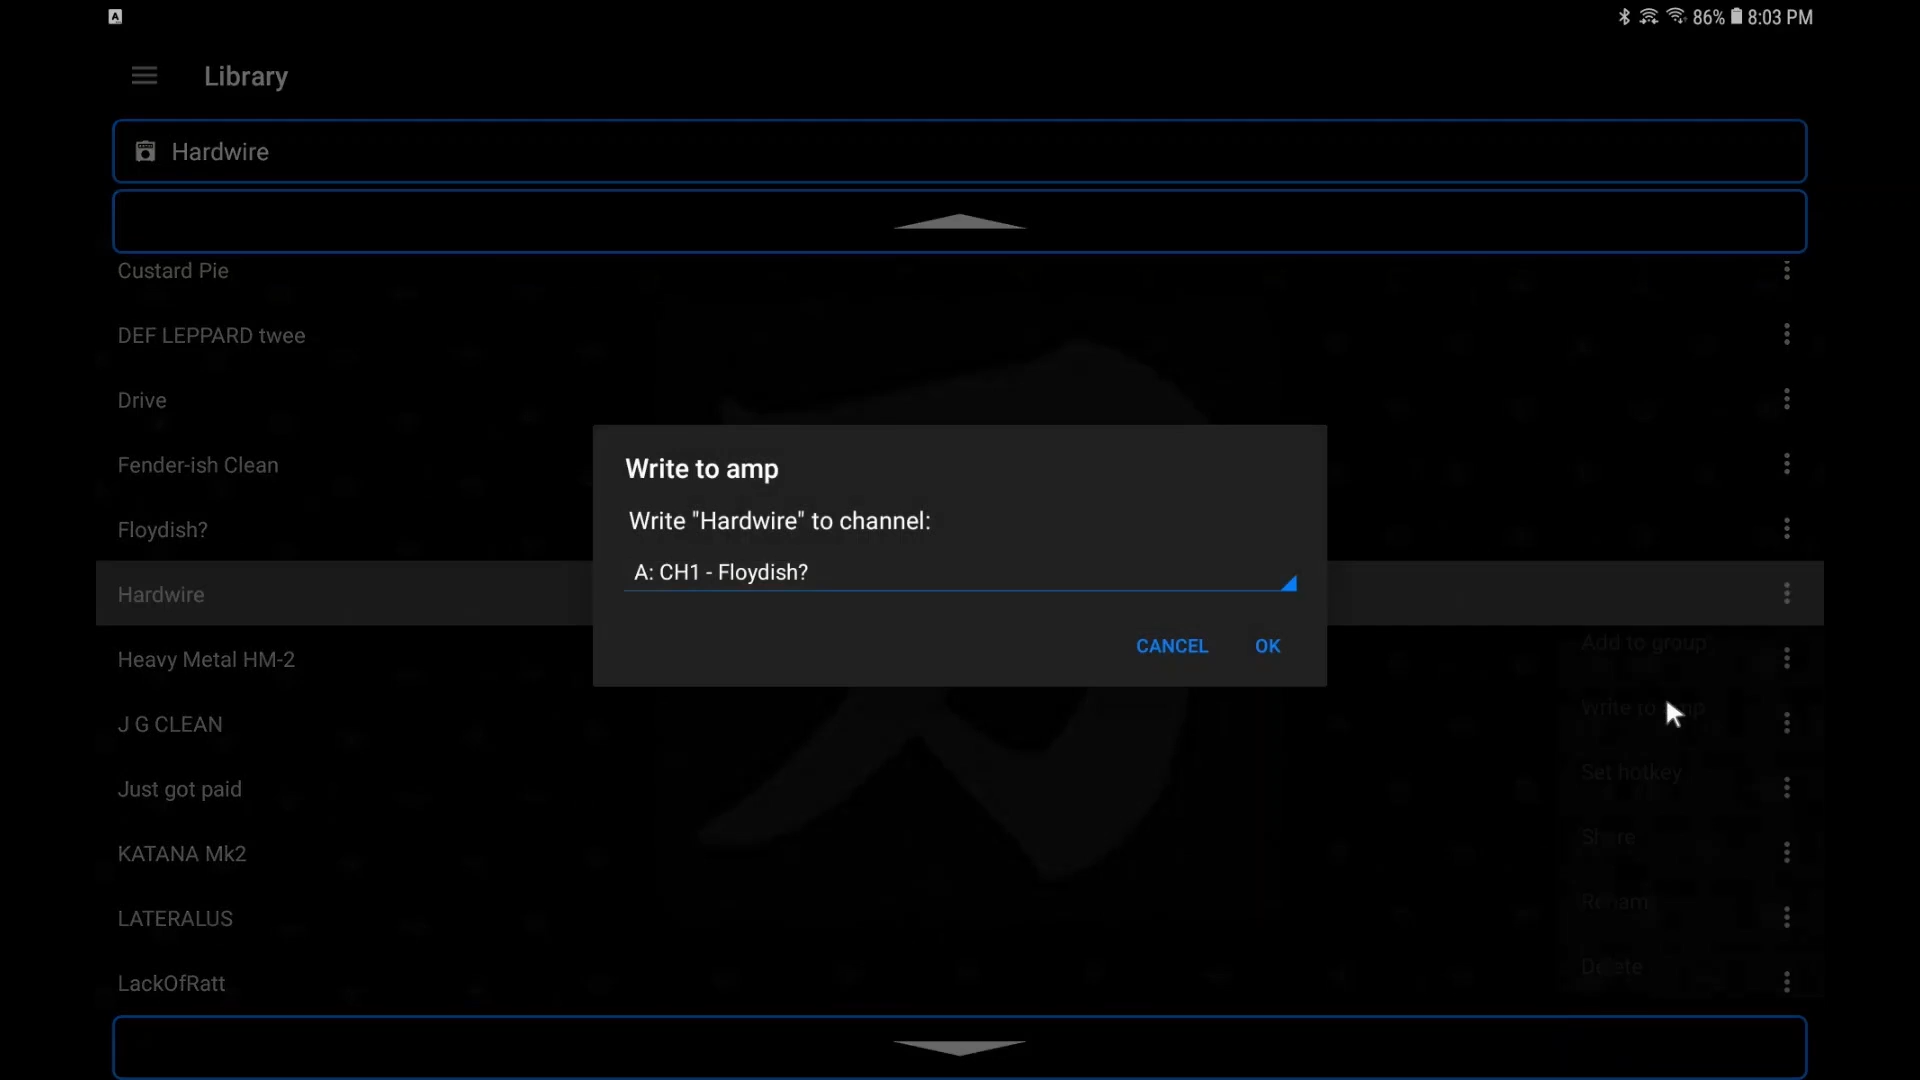 A
86% 8:03 PM
Library
Hardwire
Custard Pie
DEF LEPPARD twee
Drive
Fender-ish Clean
Floydish?
Hardwire
Heavy Metal HM-2
J G CLEAN
Just got paid
KATANA Mk2
LATERALUS
LackOfRatt
Write to amp
Write "Hardwire" to channel:
A: CH1 - Floydish?
CANCEL OK
Add to group
Set hotkey